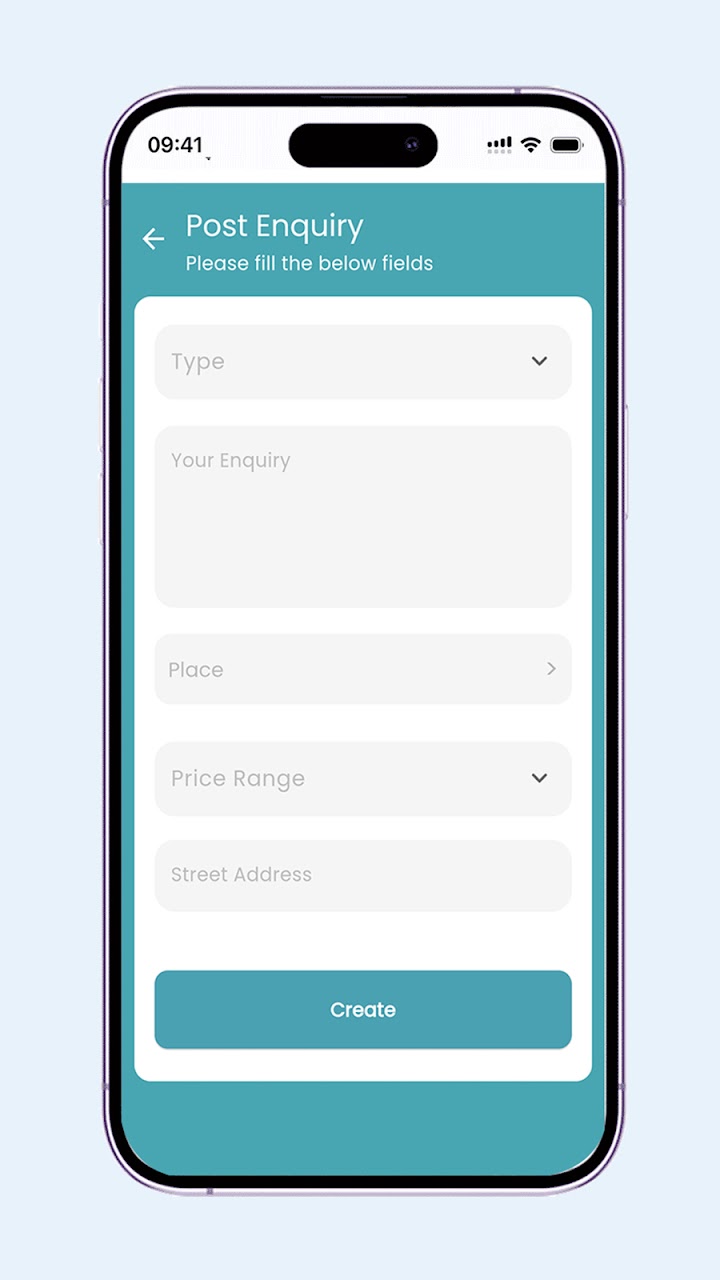 09:41
Post Enquiry
Please fill the below fields
Type
Your Enquiry
Place
Price Range
Street Address
Create